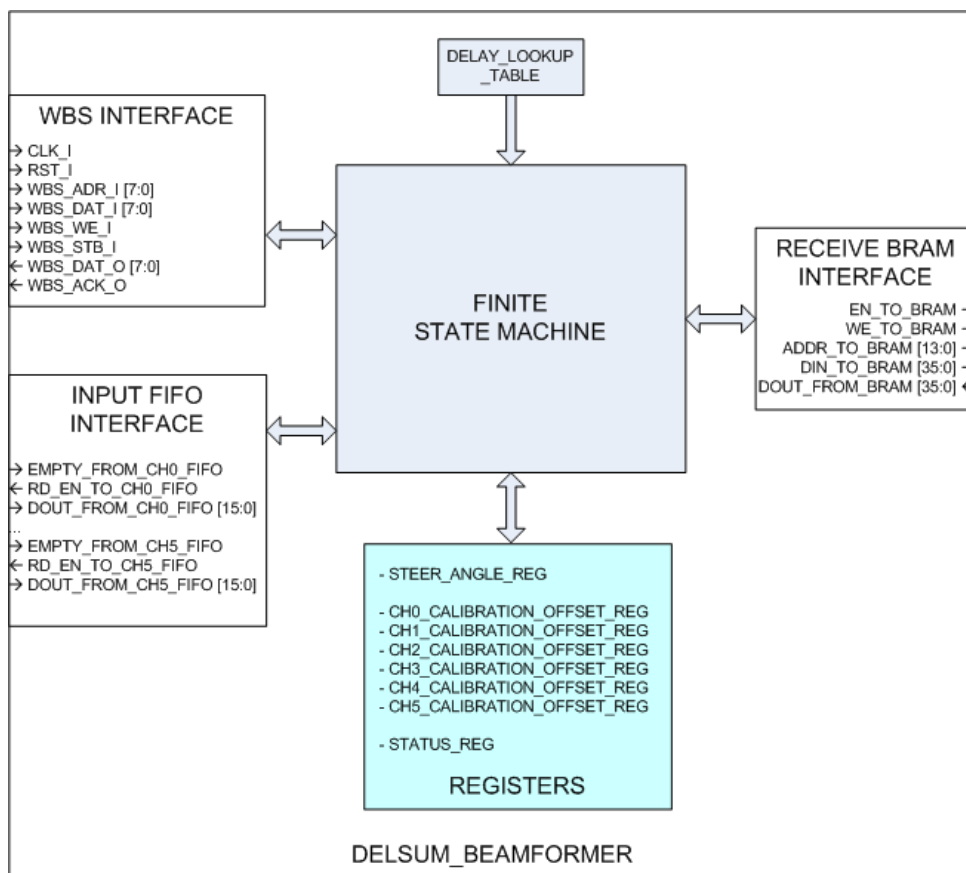 DELAY_LOOKUP
_TABLE
WBS INTERFACE
→ CLK_I
→ RST_I
→ WBS_ADR_I [7:0]
→ WBS_DAT_I [7:0]
→ WBS_WE_I
→ WBS_STB_I
← WBS_DAT_O [7:0]
← WBS_ACK_O
FINITE
STATE MACHINE
RECEIVE BRAM
INTERFACE
EN_TO_BRAM
WE_TO_BRAM
ADDR_TO_BRAM [13:0]
DIN_TO_BRAM [35:0]
DOUT_FROM_BRAM [35:0]
INPUT FIFO
INTERFACE
→ EMPTY_FROM_CH0_FIFO
← RD_EN_TO_CH0_FIFO
→ DOUT_FROM_CH0_FIFO [15:0]
...
→ EMPTY_FROM_CH5_FIFO
← RD_EN_TO_CH5_FIFO
→ DOUT_FROM_CH5_FIFO [15:0]
- STEER_ANGLE_REG
- CH0_CALIBRATION_OFFSET_REG
- CH1_CALIBRATION_OFFSET_REG
- CH2_CALIBRATION_OFFSET_REG
- CH3_CALIBRATION_OFFSET_REG
- CH4_CALIBRATION_OFFSET_REG
- CH5_CALIBRATION_OFFSET_REG
- STATUS_REG
REGISTERS
DELSUM_BEAMFORMER